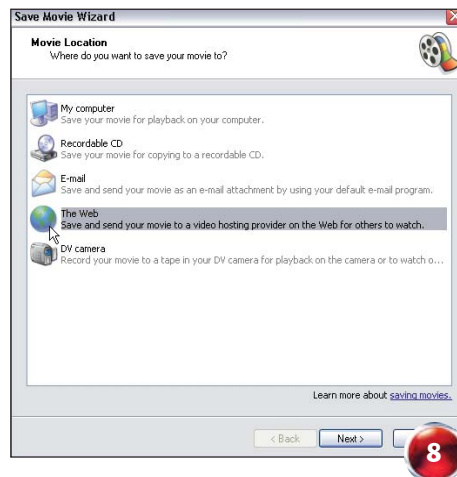 Save Movie Wizard
Movie Location
Where do you want to save your movie to?
My computer
Save your movie for playback on your computer.
Recordable CD
Save your movie for copying to a recordable CD.
E-mail
Save and send your movie as an e-mail attachment by using your default e-mail program.
The Web
Save and send your movie to a video hosting provider on the Web for others to watch.
DV camera
Record your movie to a tape in your DV camera for playback on the camera or to watch o...
Learn more about saving movies.
< Back
Next >
8